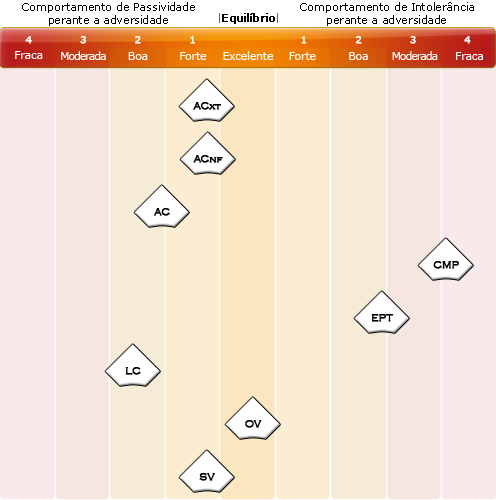 Comportamento de Passividade
perante a adversidade
|Equilíbrio|
Comportamento de Intolerância
perante a adversidade
4 3 2 1 1 2 3 4
Fraca Moderada Boa Forte Excelente Forte Boa Moderada Fraca
ACXT
ACNF
AC
CMP
EPT
LC
OV
SV